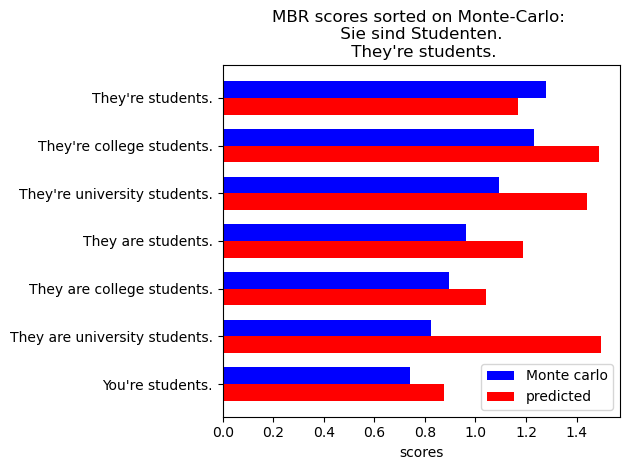 MBR scores sorted on Monte-Carlo:
Sie sind Studenten.
They're students.
They're students.
They're college students.
They're university students.
They are students.
They are college students.
They are university students.
You're students.
Monte carlo
predicted
0.0 0.2 0.4 0.6 0.8 1.0 1.2 1.4
scores